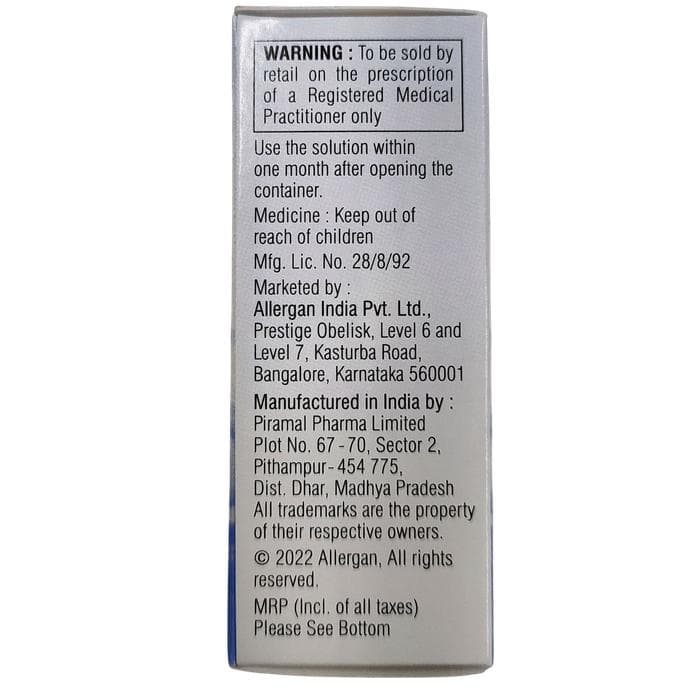 WARNING : To be sold by
retail on the prescription
of a Registered Medical
Practitioner only
Use the solution within
one month after opening the
container.
Medicine : Keep out of
reach of children
Mfg. Lic. No. 28/8/92
Marketed by :
Allergan India Pvt. Ltd.,
Prestige Obelisk, Level 6 and
Level 7, Kasturba Road,
Bangalore, Karnataka 560001
Manufactured in India by :
Piramal Pharma Limited
Plot No. 67-70, Sector 2,
Pithampur-454 775,
Dist. Dhar, Madhya Pradesh
All trademarks are the property
of their respective owners.
© 2022 Allergan, All rights
reserved.
MRP (Incl. of all taxes)
Please See Bottom